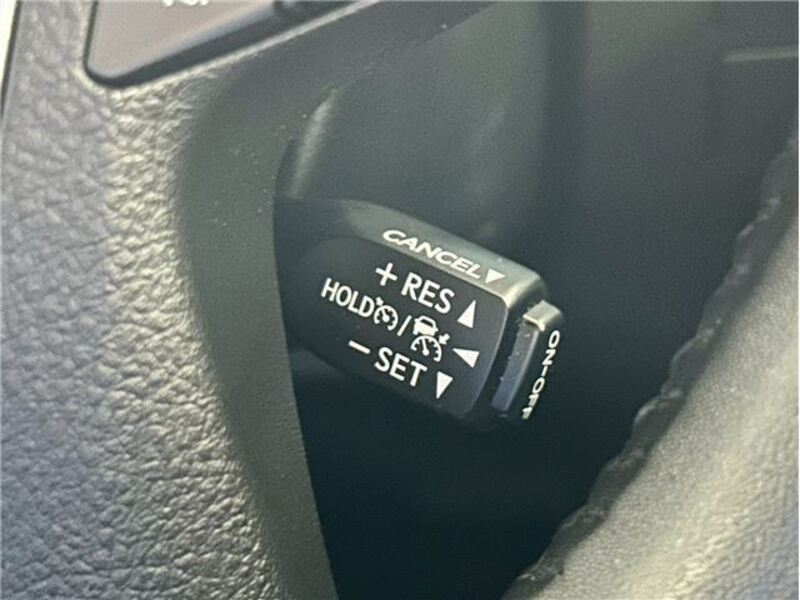 CANCEL▼
+RES▲
HOLD /
-SET▼
ON-OFF